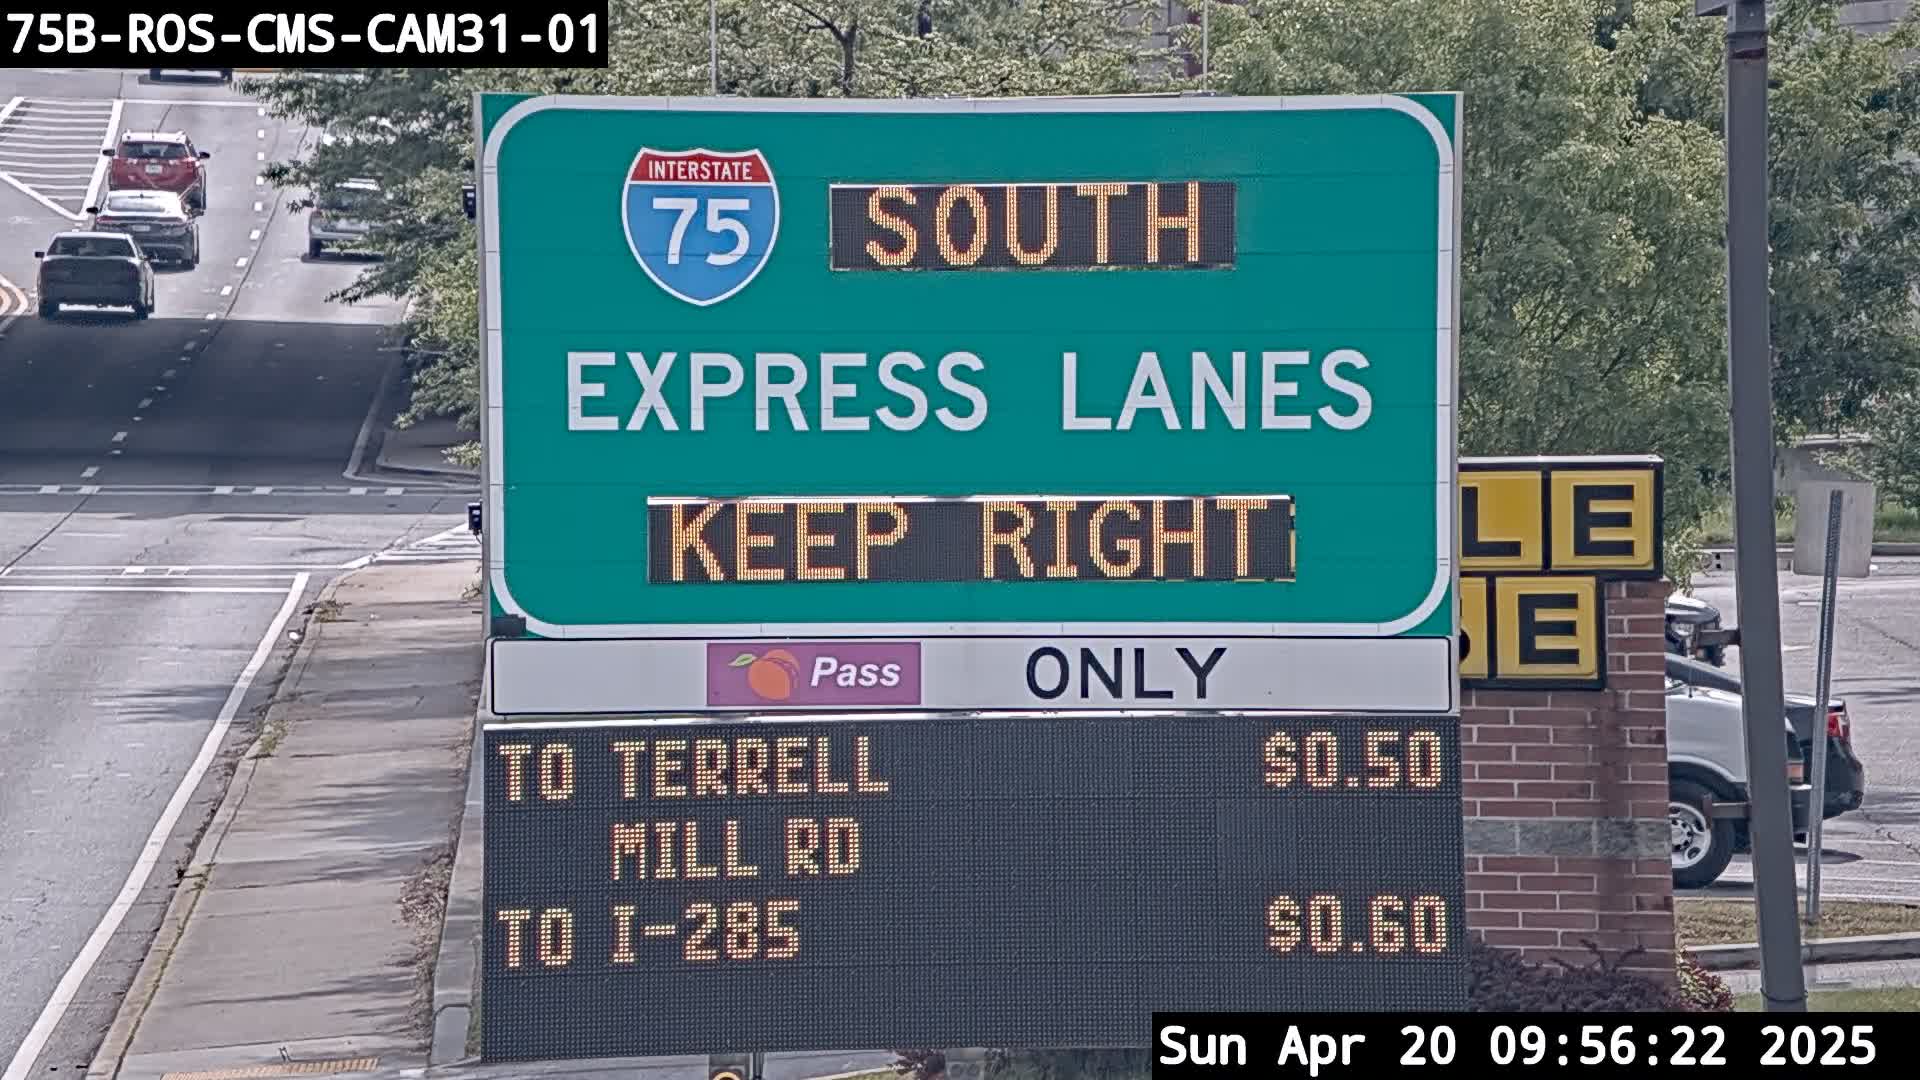 75B-ROS-CMS-CAM31-01
INTERSTATE
75
SOUTH
EXPRESS LANES
KEEP RIGHT
Pass ONLY
TO TERRELL $0.50
MILL RD
TO I-285 $0.60
LE
E
Sun Apr 20 09:56:22 2025